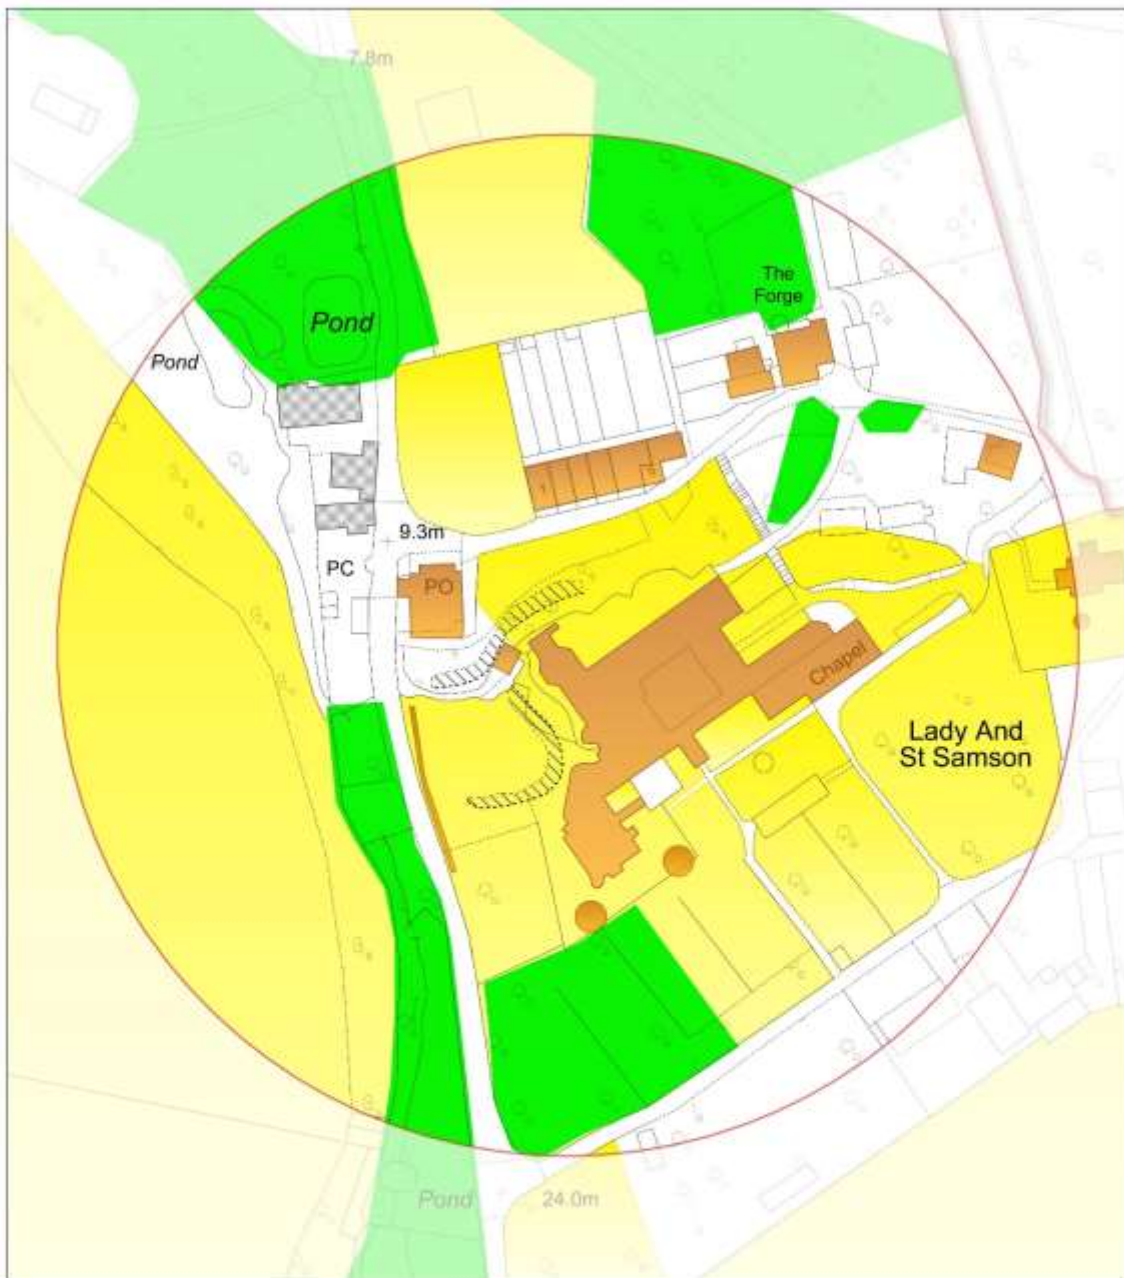 7.8m
The
Forge
Pond
Pond
9.3m
PC
PO
Chapel
Lady And
St Samson
Pond
24.0m